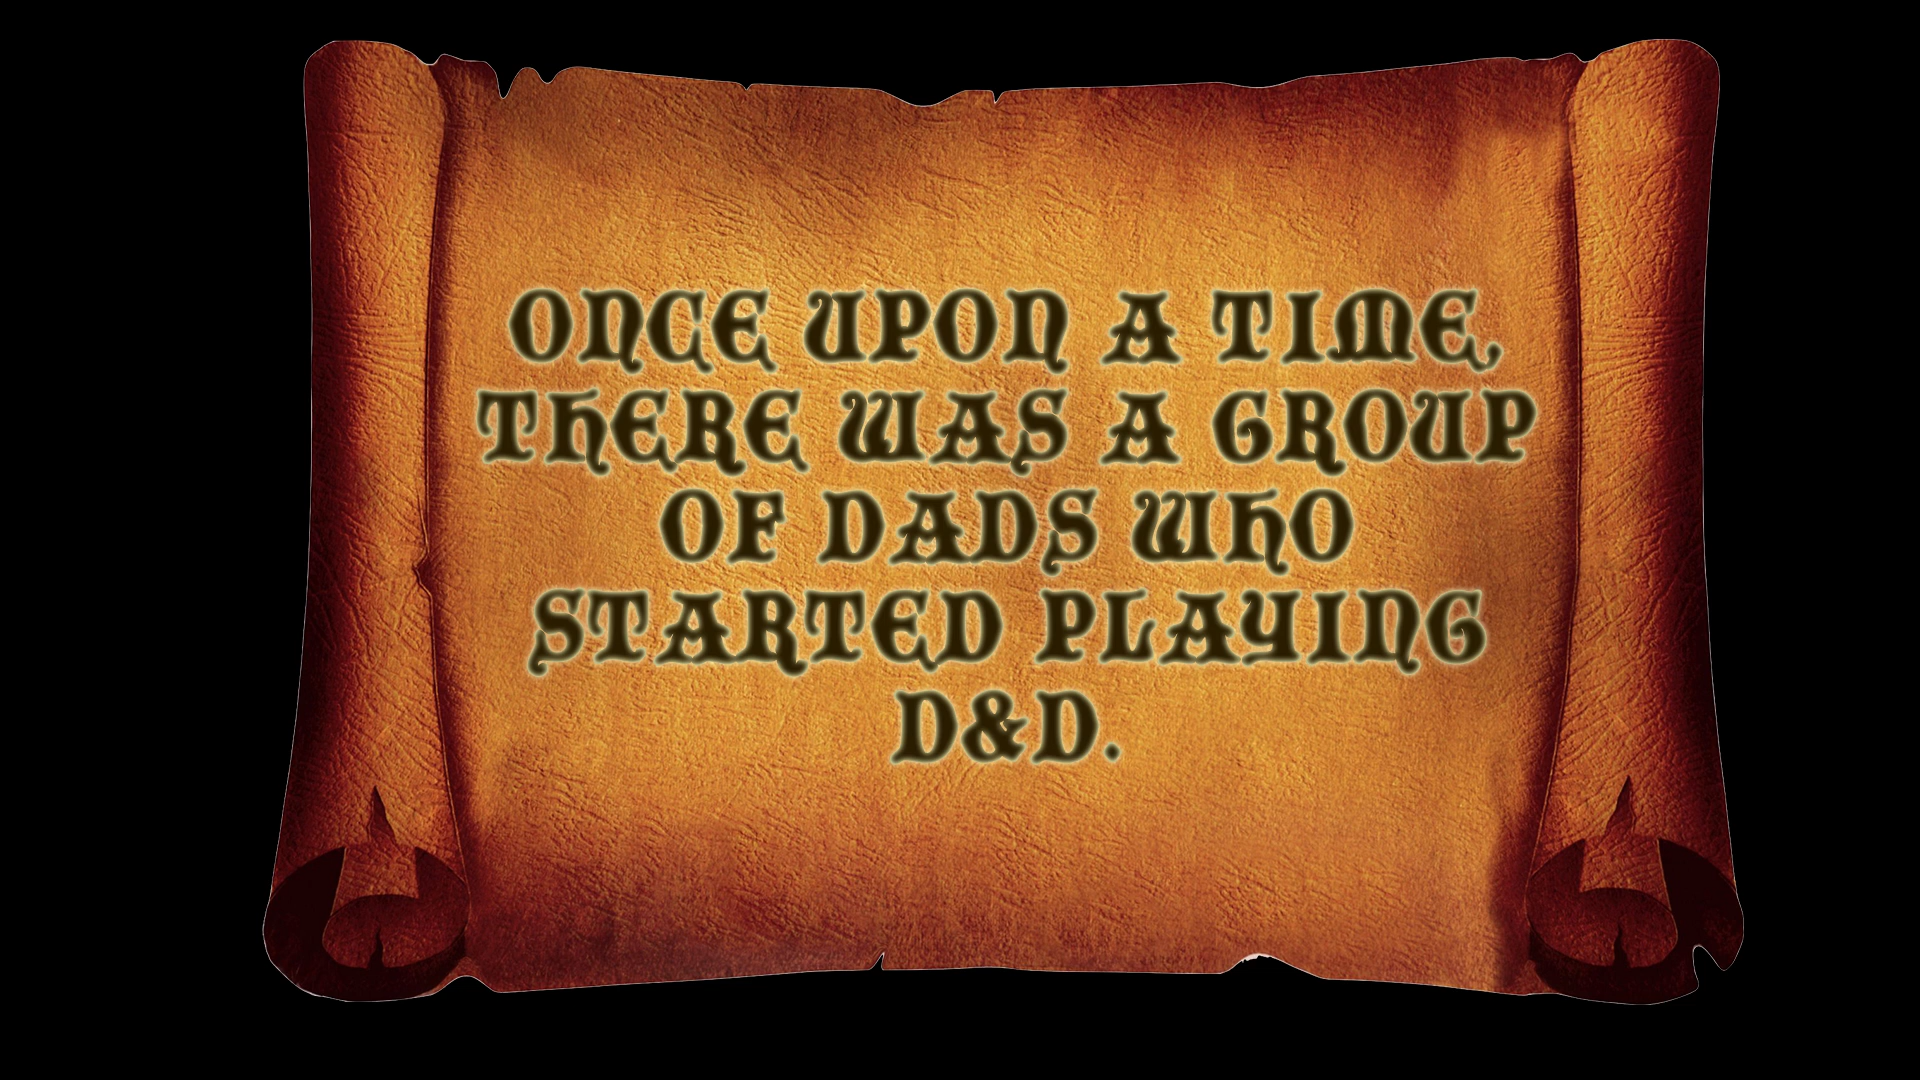 ONCE UPON A TIME,
THERE WAS A GROUP
OF DADS WHO
STARTED PLAYING
D&D.